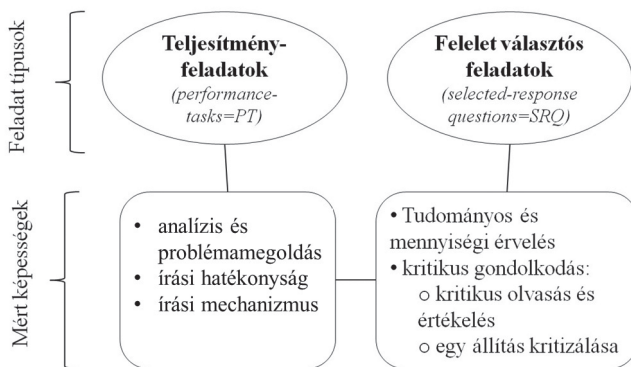 Feladat típusok
Teljesítmény-
feladatok
(performance-
tasks=PT)
Felelet választós
feladatok
(selected-response
questions=SRQ)
Mért képességek
• analízis és
problémamegoldás
• írási hatékonyság
• írási mechanizmus
• Tudományos és
mennyiségi érvelés
• kritikus gondolkodás:
o kritikus olvasás és
értékelés
o egy állítás kritizálása